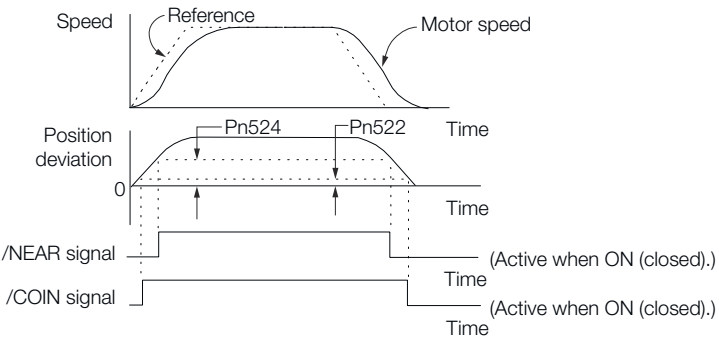 Speed
Reference
Motor speed
Time
Position
deviation
Pn524
Pn522
0
Time
/NEAR signal
(Active when ON (closed).)
Time
/COIN signal
(Active when ON (closed).)
Time